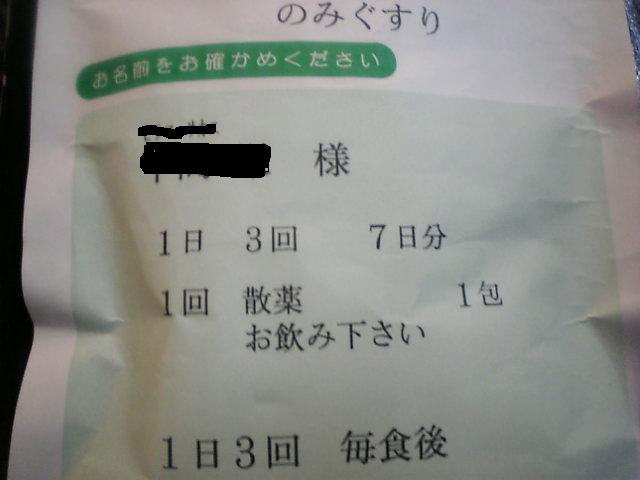 のみぐすり
お名前をお確かめください
様
1日 3回 7日分
1回 散薬 1包
お飲み下さい
1日3回 毎食後